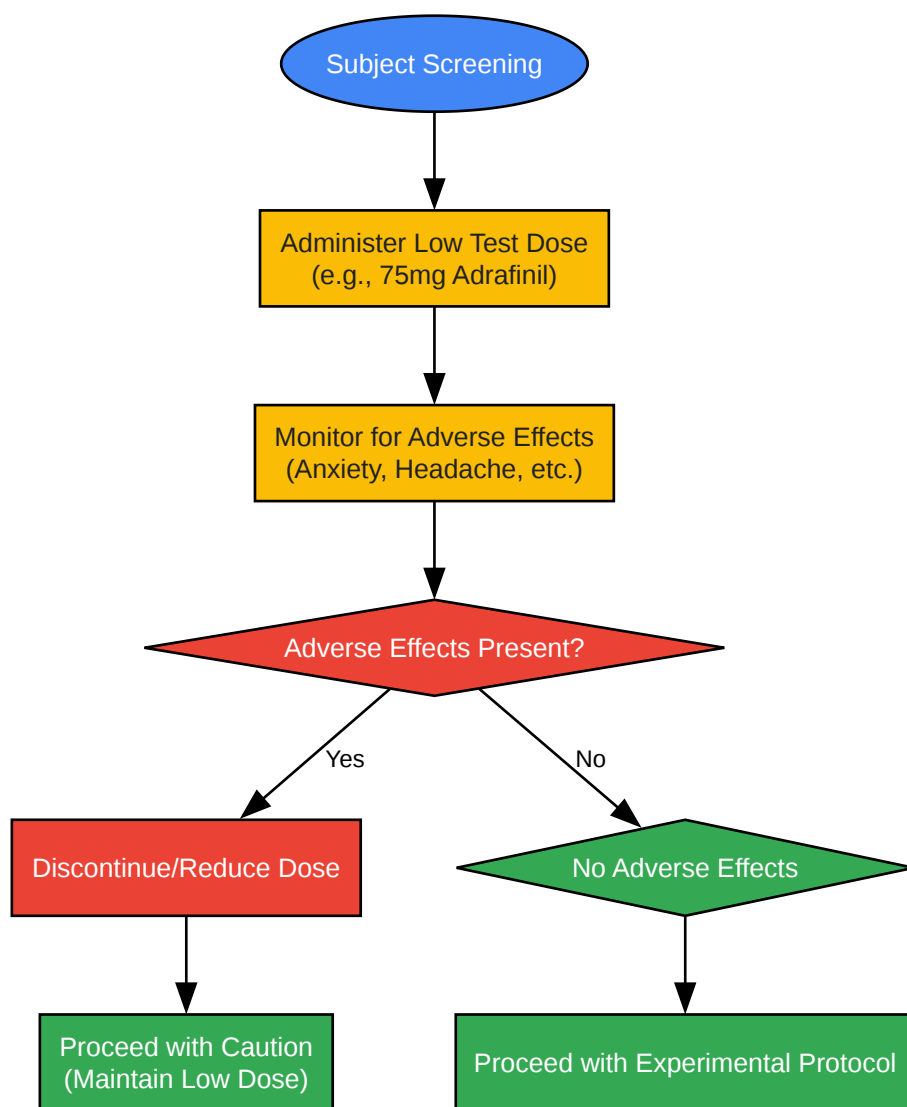 Subject Screening
Administer Low Test Dose
(e.g., 75mg Adrafinil)
Monitor for Adverse Effects
(Anxiety, Headache, etc.)
Adverse Effects Present?
Yes
No
Discontinue/Reduce Dose
No Adverse Effects
Proceed with Caution
(Maintain Low Dose)
Proceed with Experimental Protocol